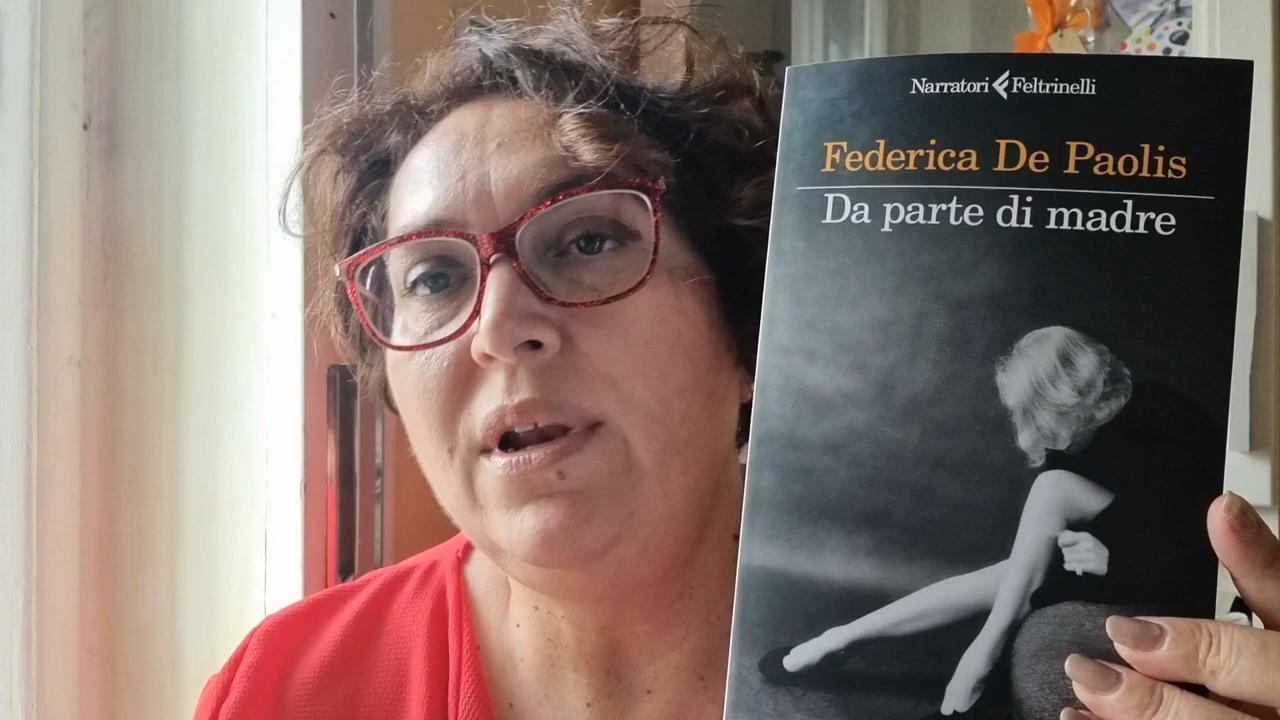 Narratori Feltrinelli
Federica De Paolis
Da parte di madre